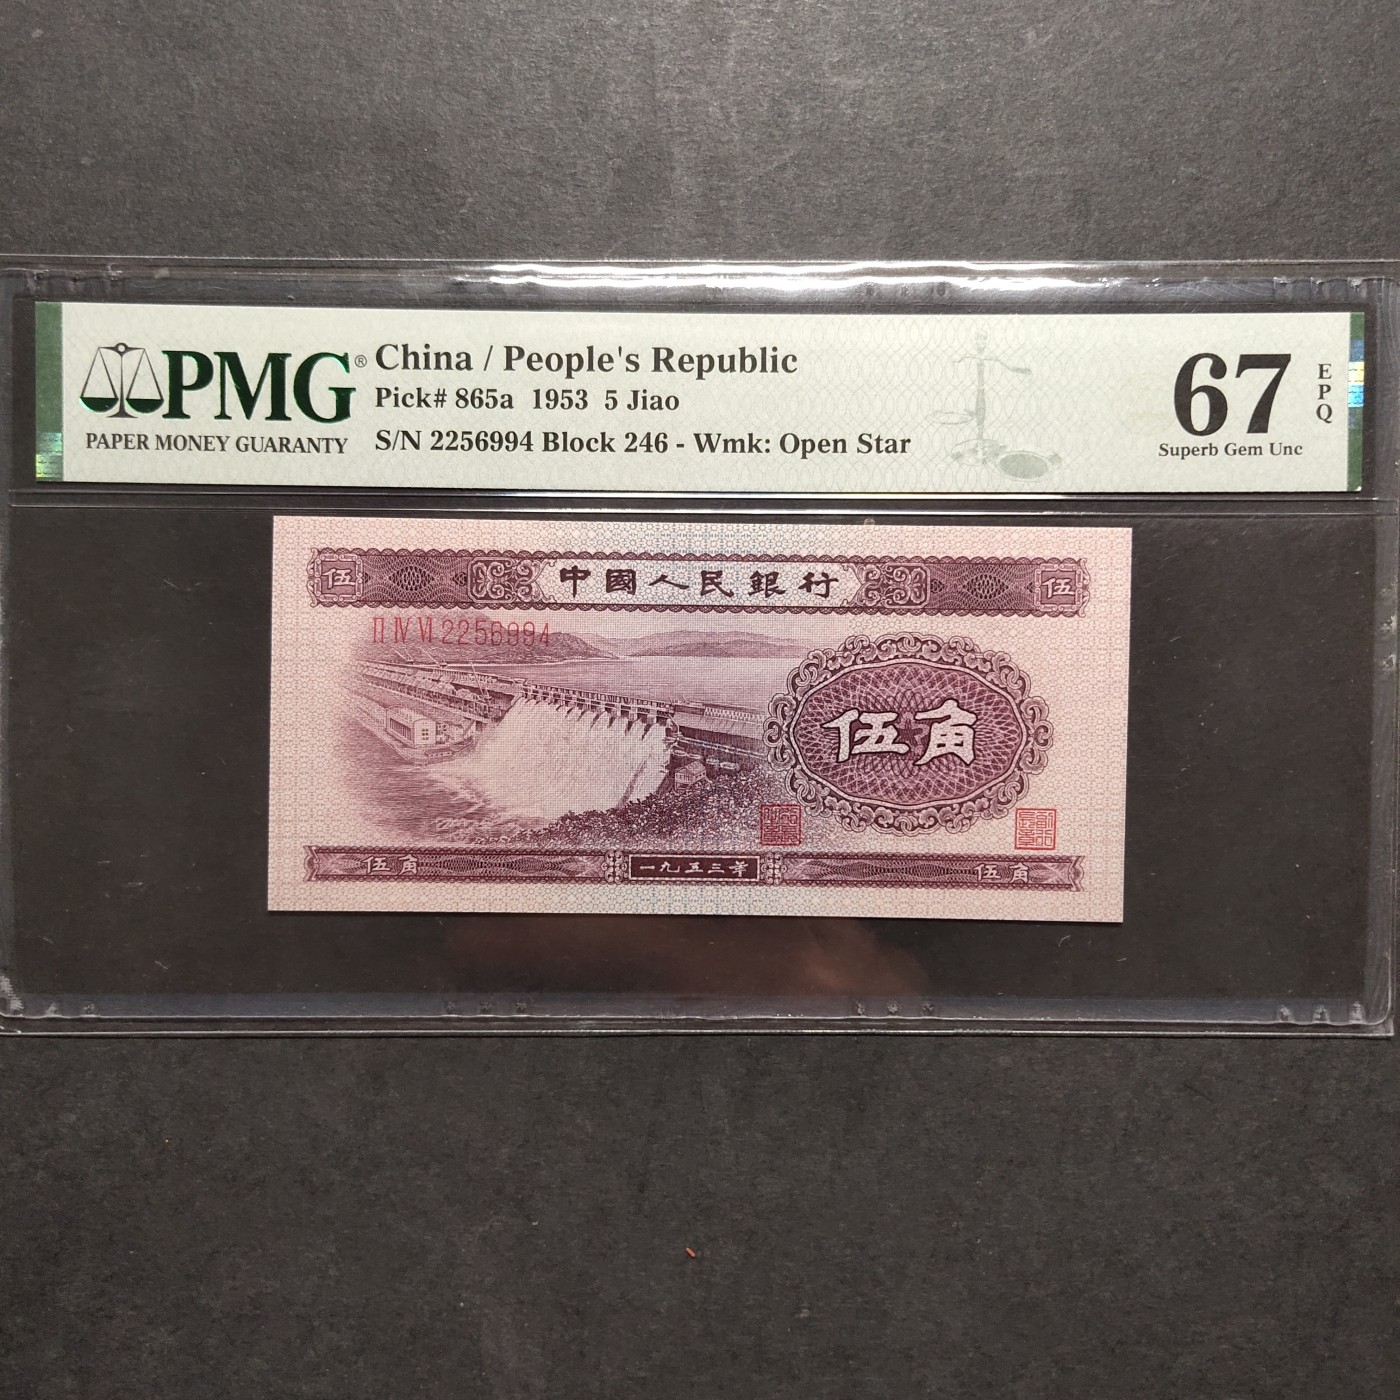 PMG®
PAPER MONEY GUARANTY
China / People's Republic
Pick# 865a 1953 5 Jiao
S/N 2256994 Block 246 - Wmk: Open Star
67
EPQ
Superb Gem Unc
伍 中國人民銀行 伍
II IV VI 2256994
伍角
伍角 一九五三年 伍角